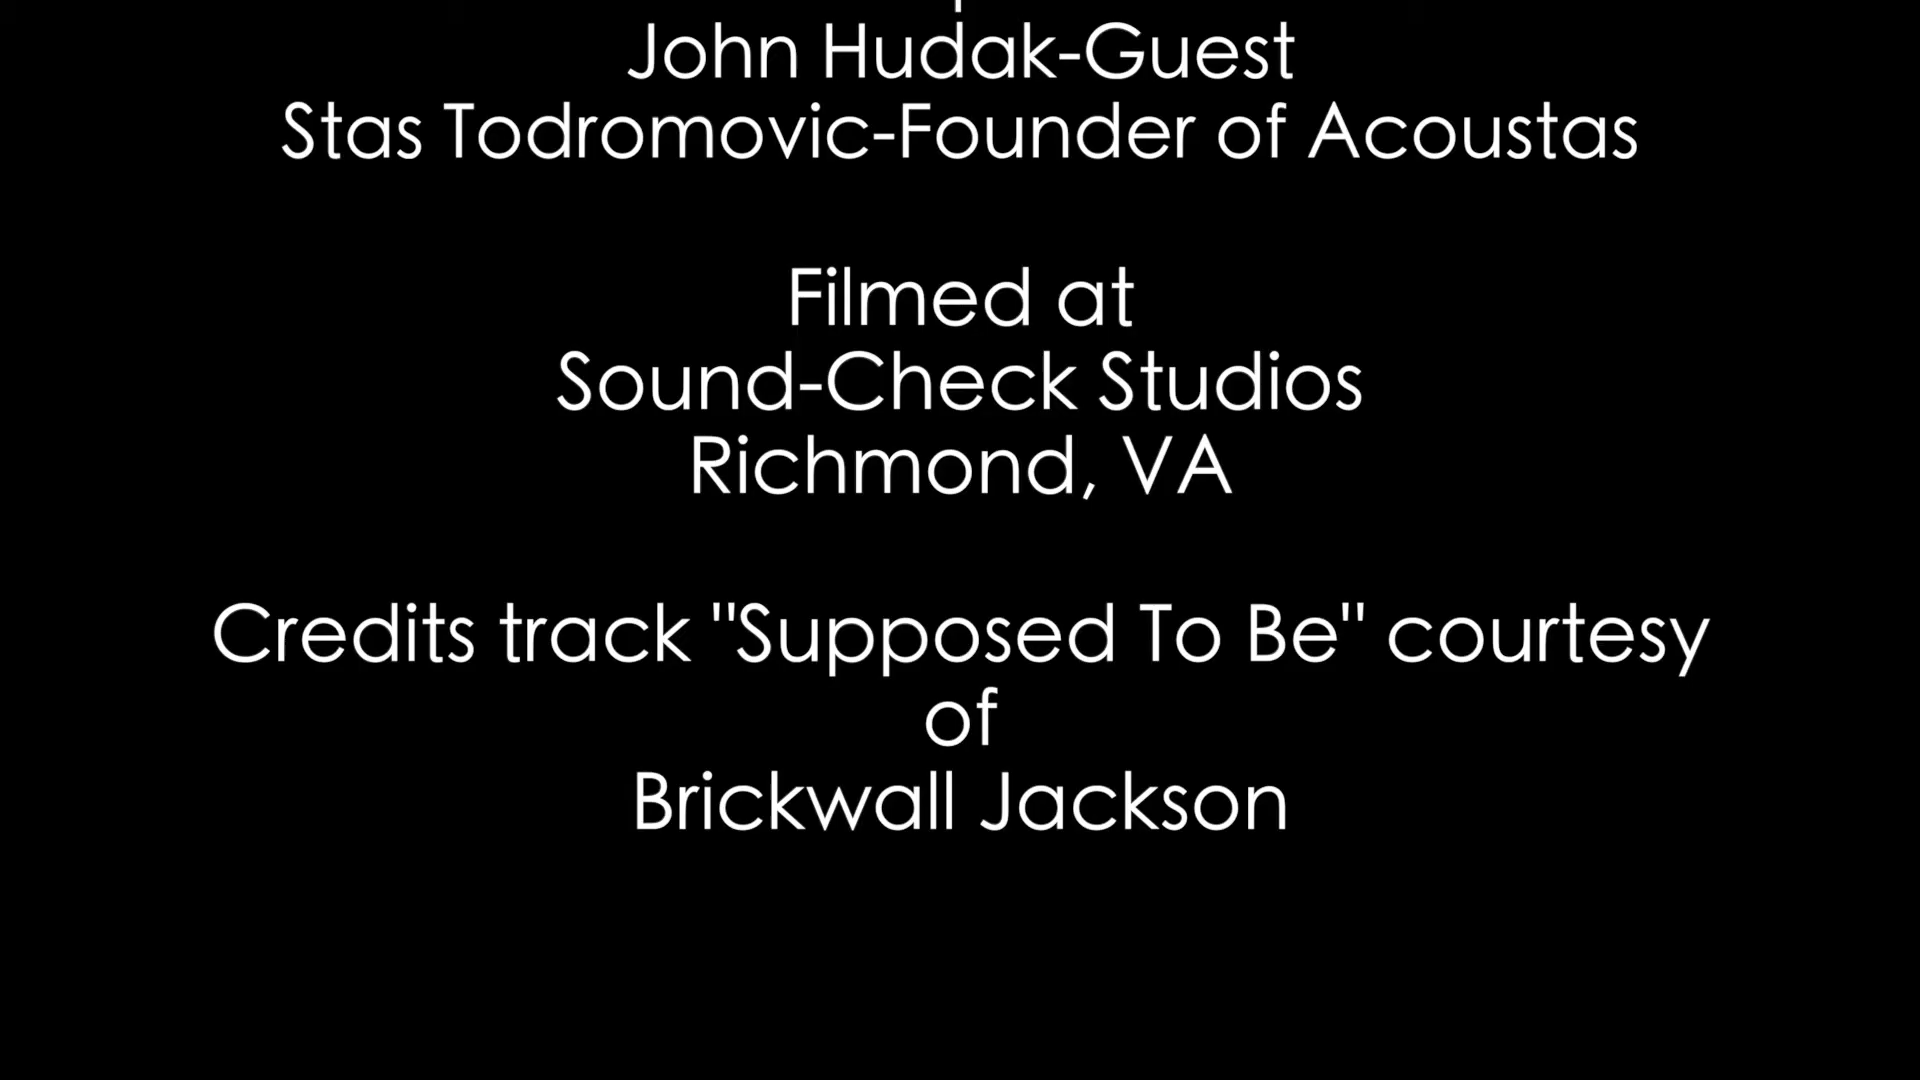 John Hudak-Guest
Stas Todromovic-Founder of Acoustas
Filmed at
Sound-Check Studios
Richmond, VA
Credits track "Supposed To Be" courtesy
of
Brickwall Jackson